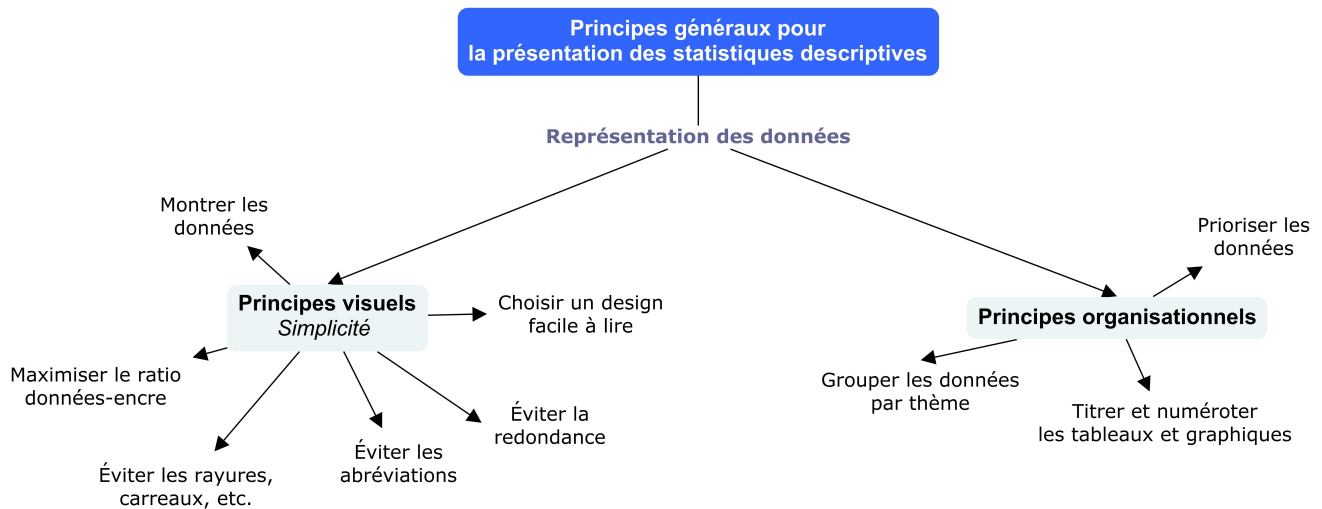 Principes généraux pour
la présentation des statistiques descriptives
Représentation des données
Montrer les
données
Principes visuels
Simplicité
Choisir un design
facile à lire
Maximiser le ratio
données-encre
Éviter les rayures,
carreaux, etc.
Éviter les
abréviations
Éviter la
redondance
Prioriser les
données
Principes organisationnels
Grouper les données
par thème
Titrer et numéroter
les tableaux et graphiques